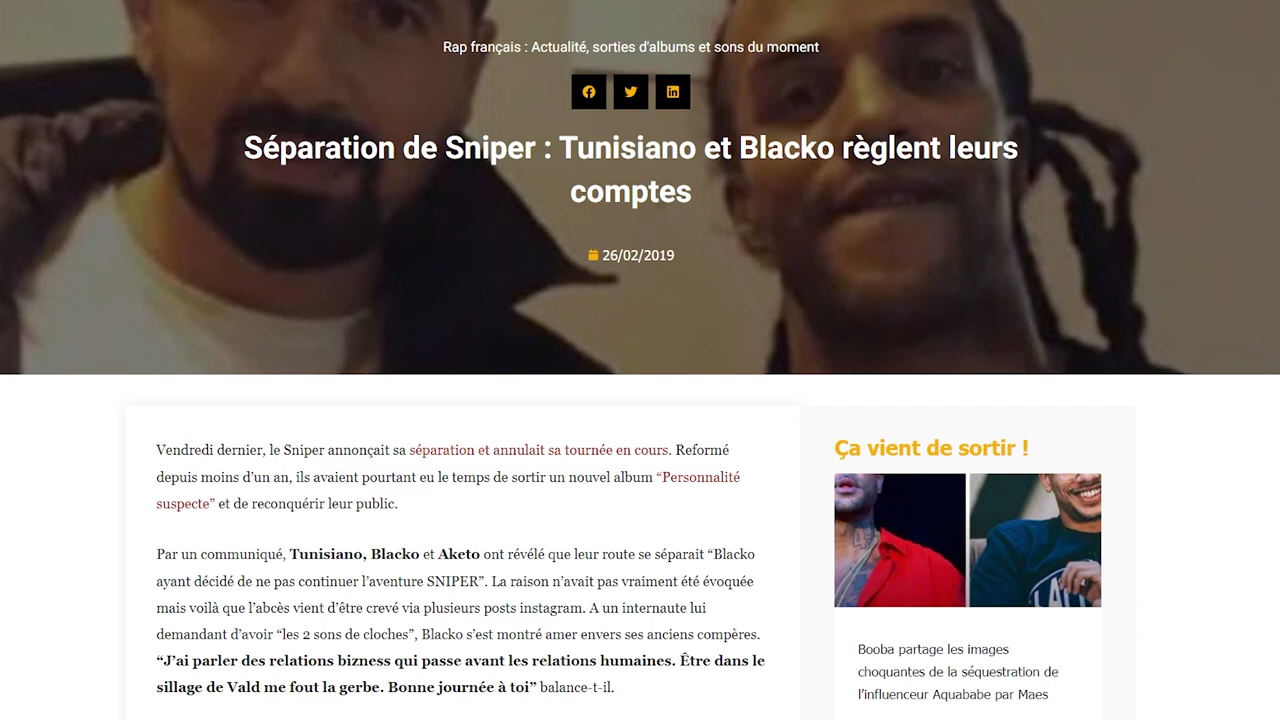 Rap français : Actualité, sorties d'albums et sons du moment
Séparation de Sniper : Tunisiano et Blacko règlent leurs
comptes
26/02/2019
Vendredi dernier, le Sniper annonçait sa séparation et annulait sa tournée en cours. Reformé
depuis moins d’un an, ils avaient pourtant eu le temps de sortir un nouvel album “Personnalité
suspecte” et de reconquérir leur public.
Par un communiqué, Tunisiano, Blacko et Aketo ont révélé que leur route se séparait “Blacko
ayant décidé de ne pas continuer l’aventure SNIPER”. La raison n’avait pas vraiment été évoquée
mais voilà que l’abcès vient d’être crevé via plusieurs posts instagram. A un internaute lui
demandant d’avoir “les 2 sons de cloches”, Blacko s’est montré amer envers ses anciens compères.
“J’ai parler des relations bizness qui passe avant les relations humaines. Être dans le
sillage de Vald me fout la gerbe. Bonne journée à toi” balance-t-il.
Ça vient de sortir !
Booba partage les images
choquantes de la séquestration de
l’influenceur Aquababe par Maes